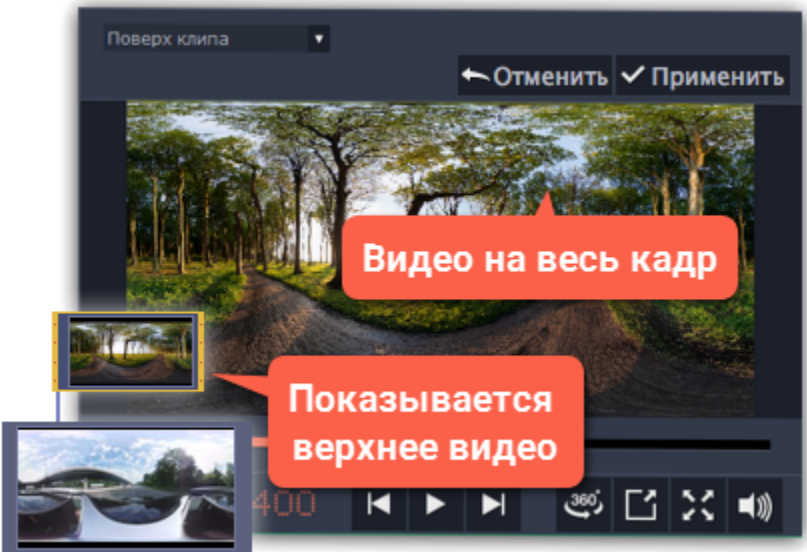 Поверх клипа
Отменить Применить
Видео на весь кадр
Показывается
верхнее видео
400
360°